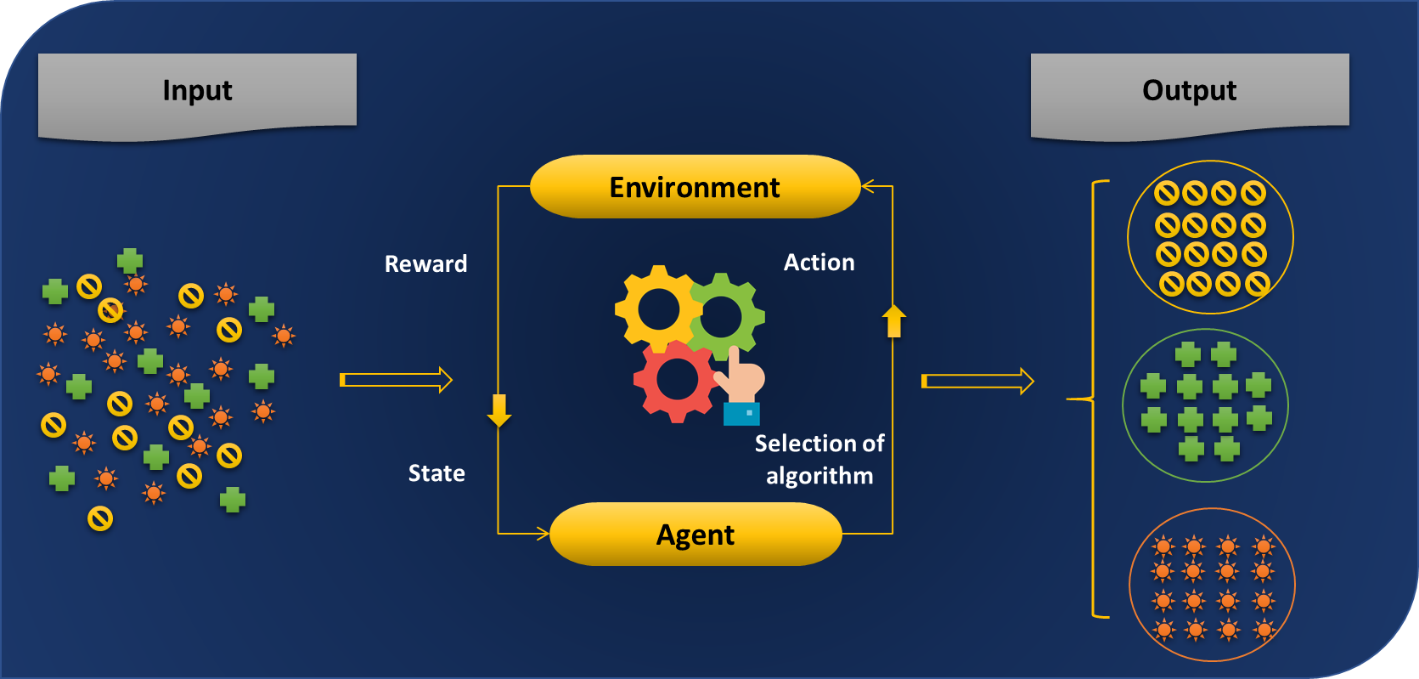 Input
Output
Environment
Reward
Action
State
Selection of
algorithm
Agent